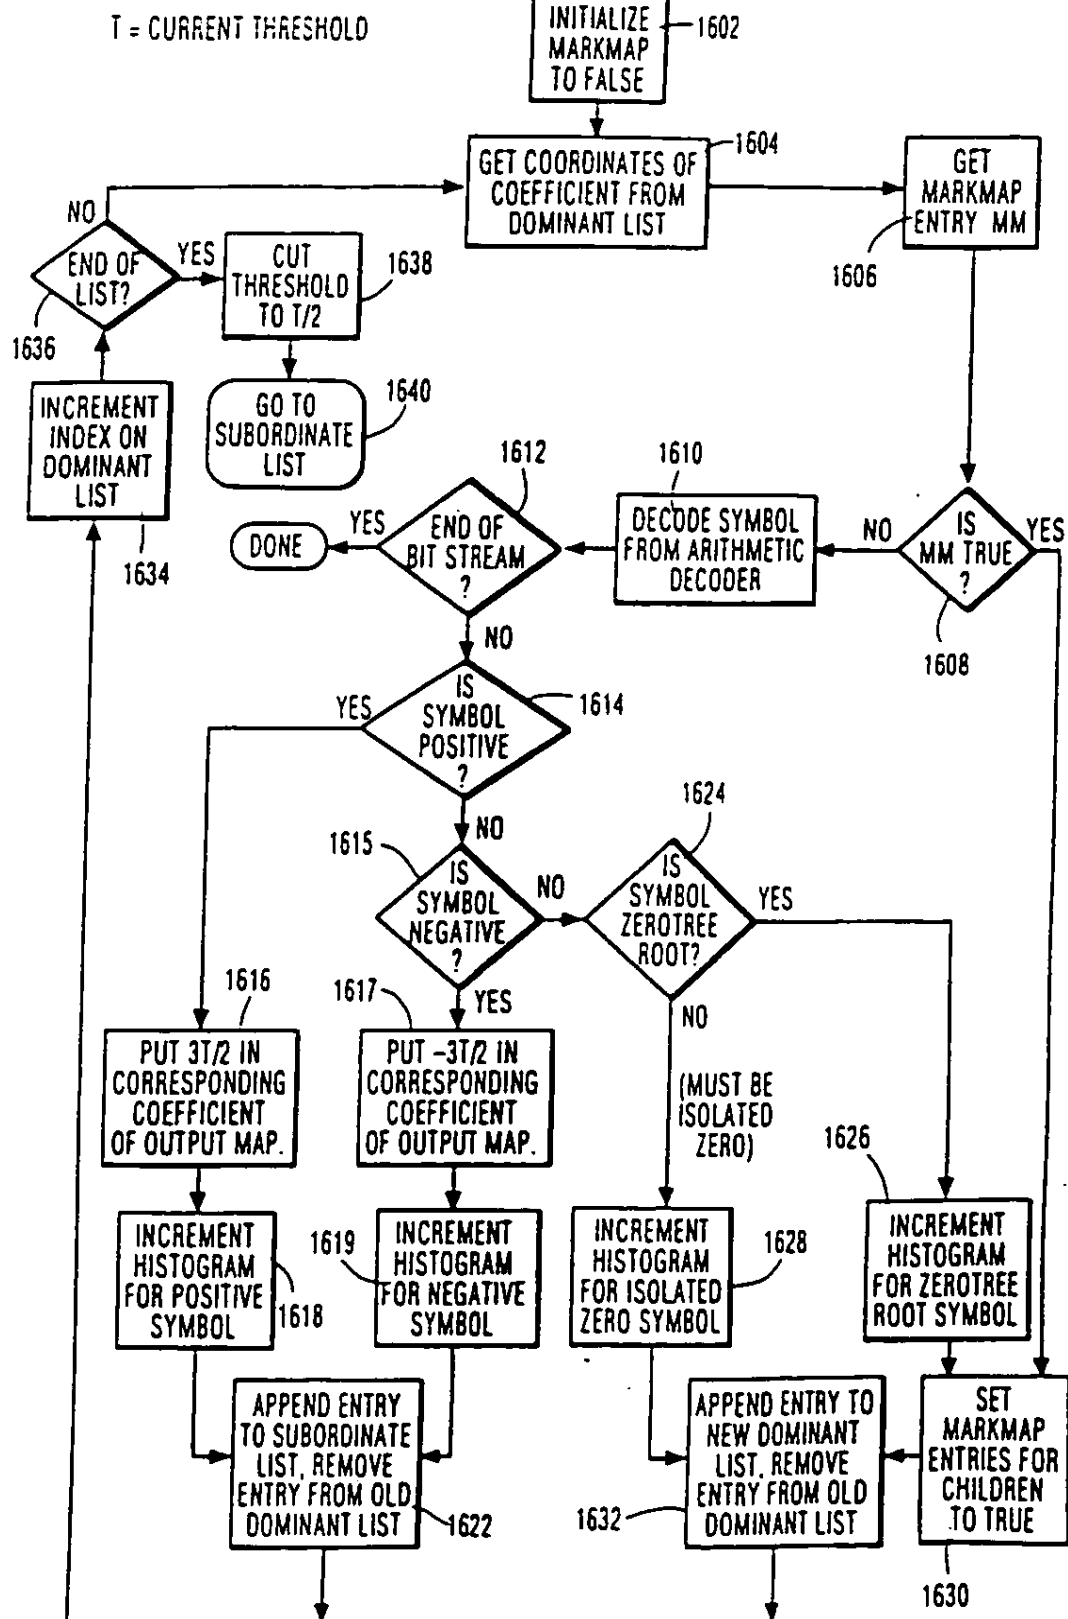 T = CURRENT THRESHOLD
INITIALIZE
MARKMAP
TO FALSE
1602
GET COORDINATES OF
COEFFICIENT FROM
DOMINANT LIST
1604
GET
MARKMAP
ENTRY MM
1606
NO
END OF
LIST?
YES
1636
CUT
THRESHOLD
TO T/2
1638
INCREMENT
INDEX ON
DOMINANT
LIST
1634
GO TO
SUBORDINATE
LIST
1640
DONE
YES
END OF
BIT STREAM
?
1612
NO
1610
DECODE SYMBOL
FROM ARITHMETIC
DECODER
NO
IS
MM TRUE
?
YES
1608
YES
IS
SYMBOL
POSITIVE
?
1614
NO
1615
IS
SYMBOL
NEGATIVE
?
NO
YES
1624
IS
SYMBOL
ZEROTREE
ROOT?
YES
NO
(MUST BE
ISOLATED
ZERO)
1616
PUT 3T/2 IN
CORRESPONDING
COEFFICIENT
OF OUTPUT MAP.
1617
PUT -3T/2 IN
CORRESPONDING
COEFFICIENT
OF OUTPUT MAP.
INCREMENT
HISTOGRAM
FOR POSITIVE
SYMBOL
1618
1619
INCREMENT
HISTOGRAM
FOR NEGATIVE
SYMBOL
INCREMENT
HISTOGRAM
FOR ISOLATED
ZERO SYMBOL
1628
1626
INCREMENT
HISTOGRAM
FOR ZEROTREE
ROOT SYMBOL
APPEND ENTRY
TO SUBORDINATE
LIST, REMOVE
ENTRY FROM OLD
DOMINANT LIST
1622
APPEND ENTRY TO
NEW DOMINANT
LIST. REMOVE
ENTRY FROM OLD
DOMINANT LIST
1632
SET
MARKMAP
ENTRIES FOR
CHILDREN
TO TRUE
1630